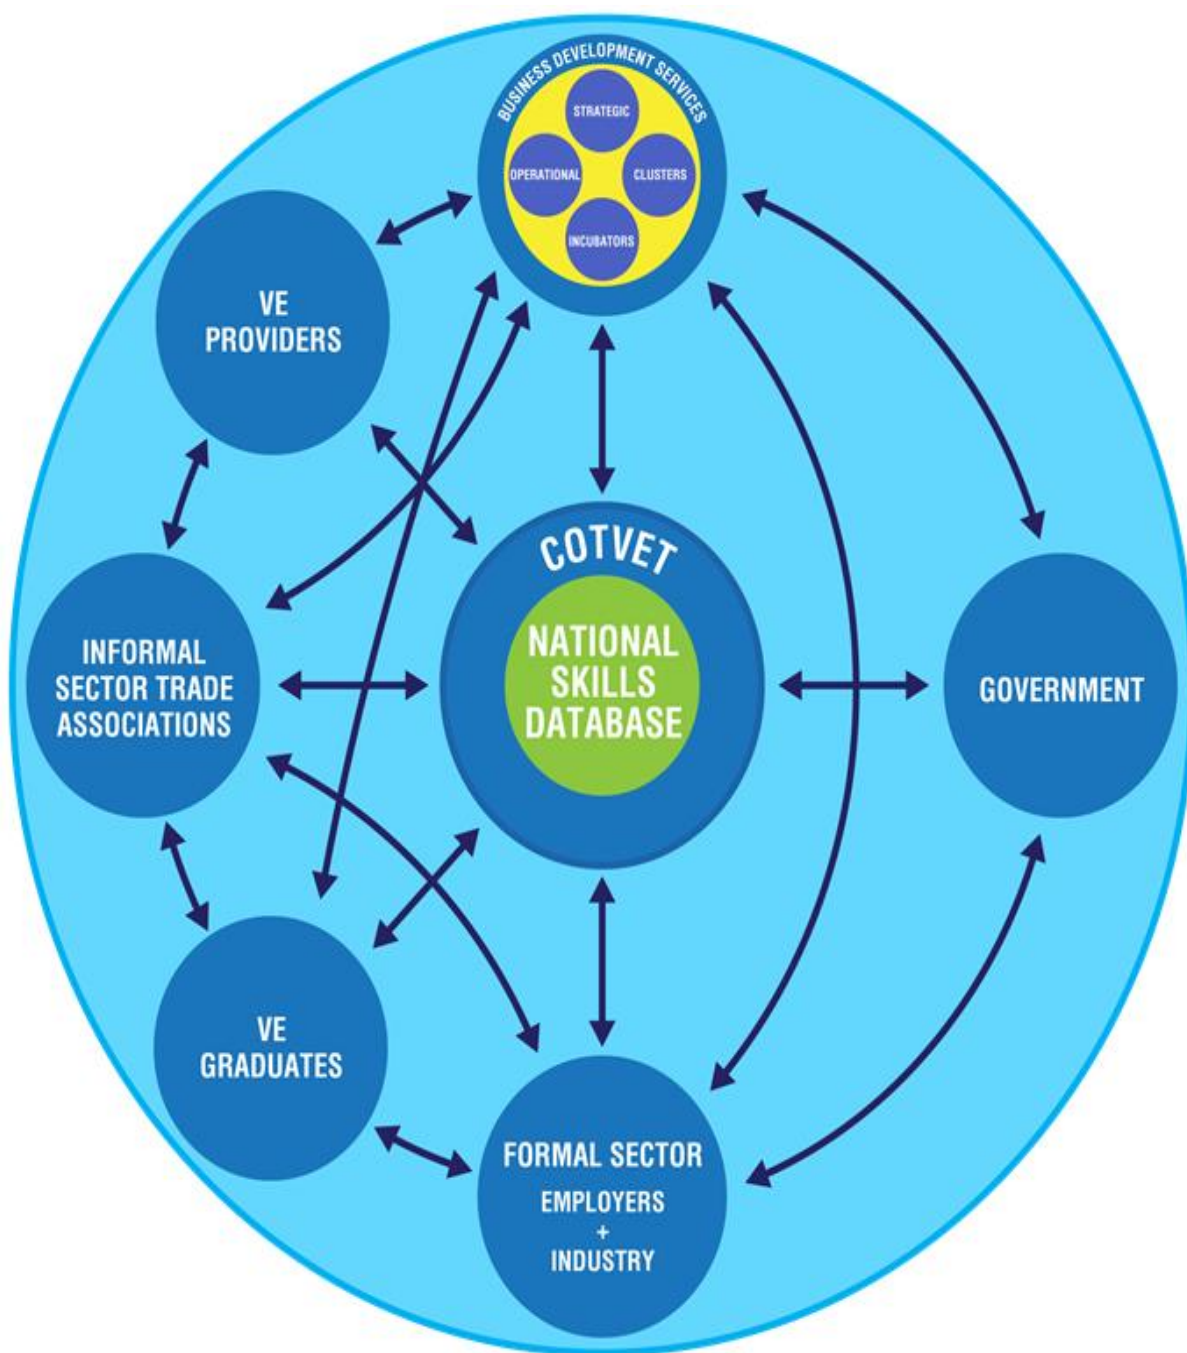 BUSINESS DEVELOPMENT SERVICES
STRATEGIC
OPERATIONAL
CLUSTERS
INCUBATORS
VE
PROVIDERS
COTVET
NATIONAL
SKILLS
DATABASE
INFORMAL
SECTOR TRADE
ASSOCIATIONS
GOVERNMENT
VE
GRADUATES
FORMAL SECTOR
EMPLOYERS
+
INDUSTRY